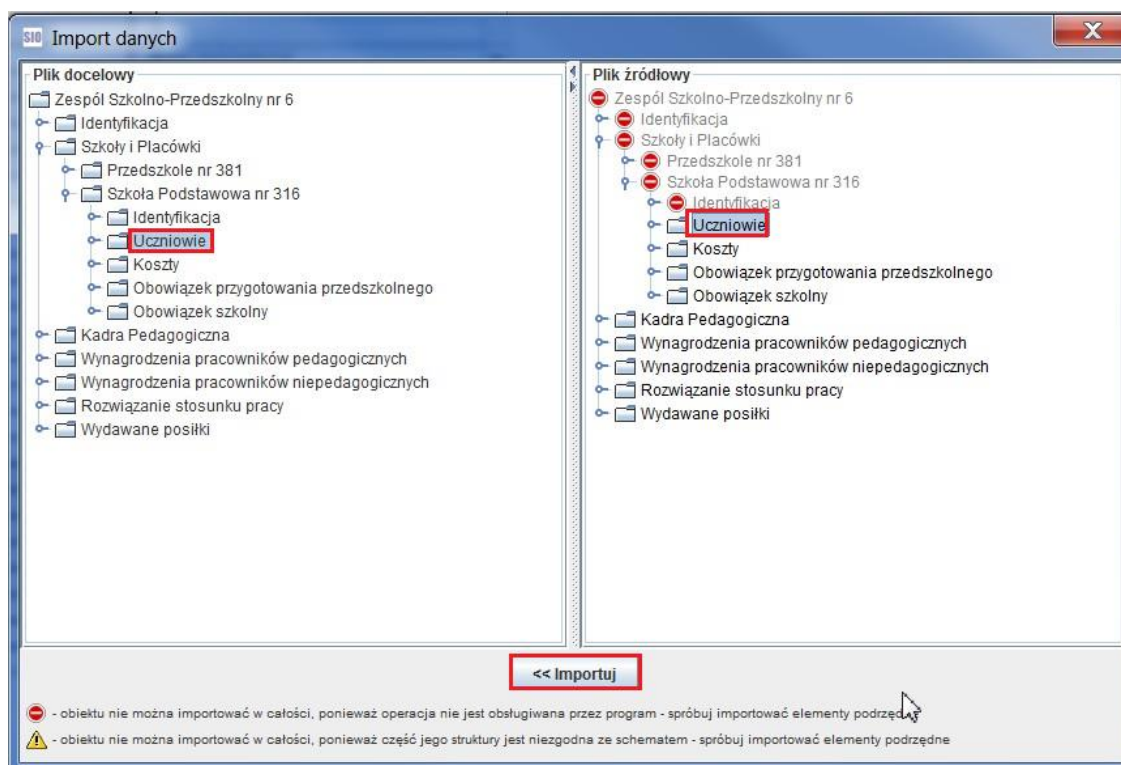 SIO Import danych
Plik docelowy
Zespól Szkolno-Przedszkolny nr 6
Identyfikacja
Szkoły i Placówki
Przedszkole nr 381
Szkoła Podstawowa nr 316
Identyfikacja
Uczniowie
Koszty
Obowiązek przygotowania przedszkolnego
Obowiązek szkolny
Kadra Pedagogiczna
Wynagrodzenia pracowników pedagogicznych
Wynagrodzenia pracowników niepedagogicznych
Rozwiązanie stosunku pracy
Wydawane posiłki
Plik źródłowy
Zespól Szkolno-Przedszkolny nr 6
Identyfikacja
Szkoły i Placówki
Przedszkole nr 381
Szkoła Podstawowa nr 316
Identyfikacja
Uczniowie
Koszty
Obowiązek przygotowania przedszkolnego
Obowiązek szkolny
Kadra Pedagogiczna
Wynagrodzenia pracowników pedagogicznych
Wynagrodzenia pracowników niepedagogicznych
Rozwiązanie stosunku pracy
Wydawane posiłki
<< Importuj
- obiektu nie można importować w całości, ponieważ operacja nie jest obsługiwana przez program - spróbuj importować elementy podrzędne
- obiektu nie można importować w całości, ponieważ część jego struktury jest niezgodna ze schematem - spróbuj importować elementy podrzędne